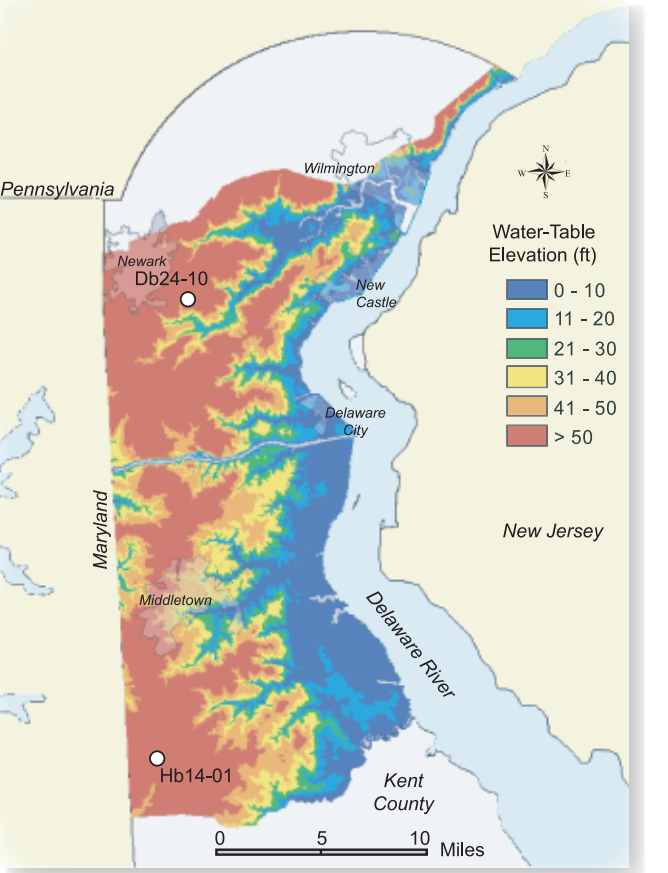 Pennsylvania
Wilmington
Newark
Db24-10
New
Castle
Delaware
City
Maryland
Middletown
Delaware River
Hb14-01
Kent
County
New Jersey
N
W
E
S
Water-Table
Elevation (ft)
0 - 10
11 - 20
21 - 30
31 - 40
41 - 50
> 50
0
5
10
Miles